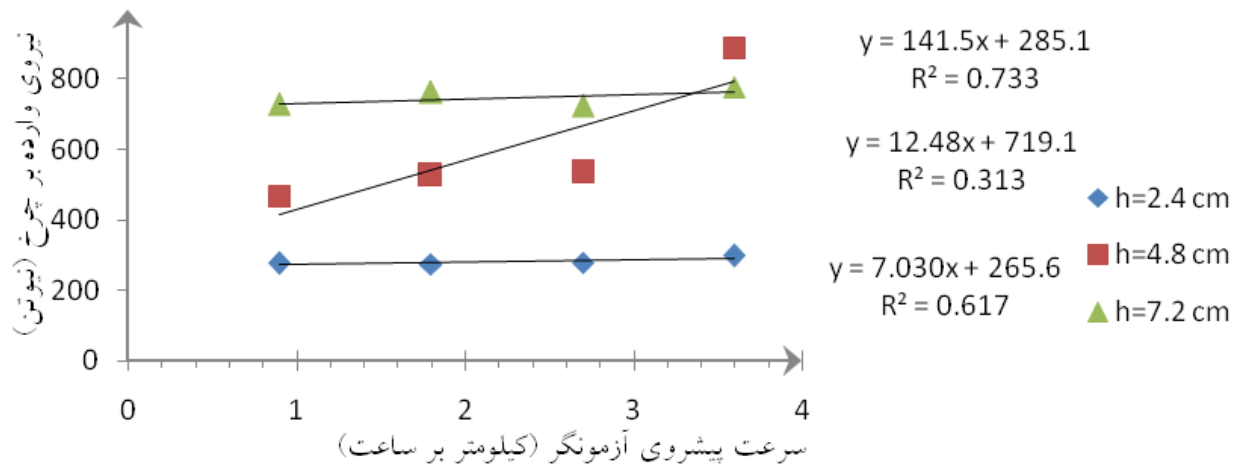 نیروی وارده بر چرخ (نیوتن)
800
600
400
200
0
0 1 2 3 4
سرعت پیشروی آزمونگر (کیلومتر بر ساعت)
y = 141.5x + 285.1
R² = 0.733
y = 12.48x + 719.1
R² = 0.313
y = 7.030x + 265.6
R² = 0.617
h=2.4 cm
h=4.8 cm
h=7.2 cm